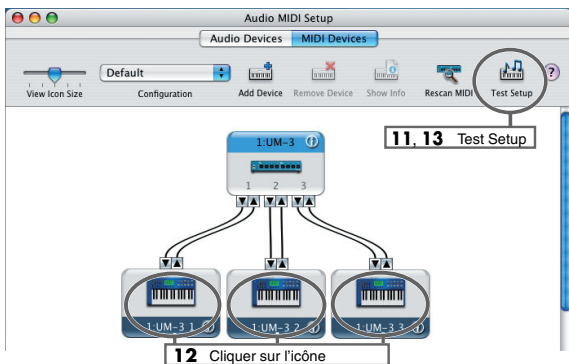 Audio MIDI Setup
Audio Devices MIDI Devices
Default
View Icon Size Configuration Add Device Remove Device Show Info Rescan MIDI Test Setup ?
11, 13 Test Setup
1:UM-3 i
1 2 3
1:UM-3 1 i 1:UM-3 2 i 1:UM-3 3 i
12 Cliquer sur l'icône